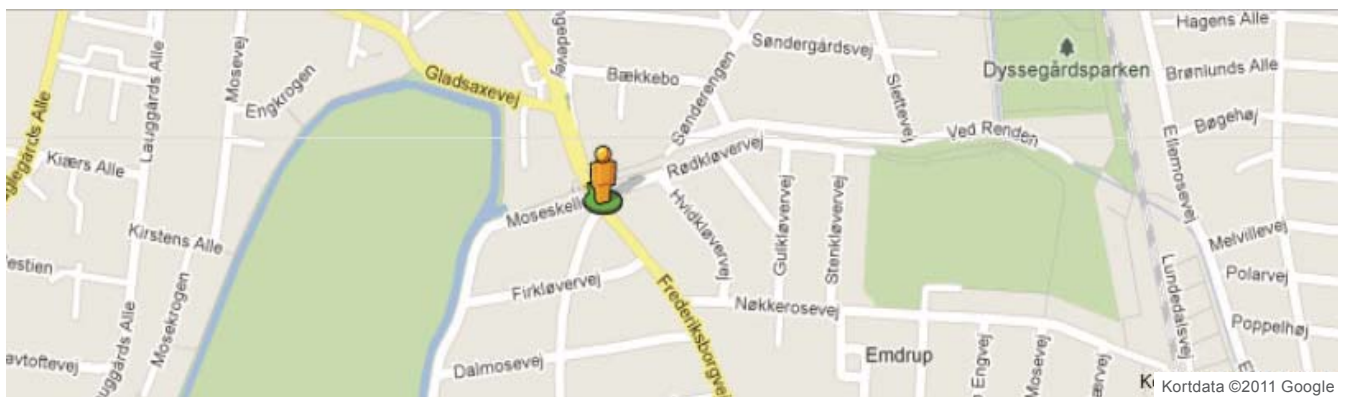 Hagens Alle
Søndergårdsvej
Dyssegårdsparken
Brønlunds Alle
Lauggårds Alle
Mosevej
Engkrogen
Gladsaxevej
Bækkebo
Sønderengen
Slettevej
Ved Renden
Bøgehøj
Ellemosevej
Kiærs Alle
Rødkløvervej
Moseskell
Hvidkløvervej
Gulkløvervej
Stenkløvervej
Melvillevej
Kirstens Alle
estien
Firkløvervej
Frederiksborgvej
Nøkkerosevej
Lundedalsvej
Polarvej
Poppelhøj
Mosekrogen
avtoftevej
Dalmosevej
Emdrup
Engvej
Mosevej
Kortdata ©2011 Google